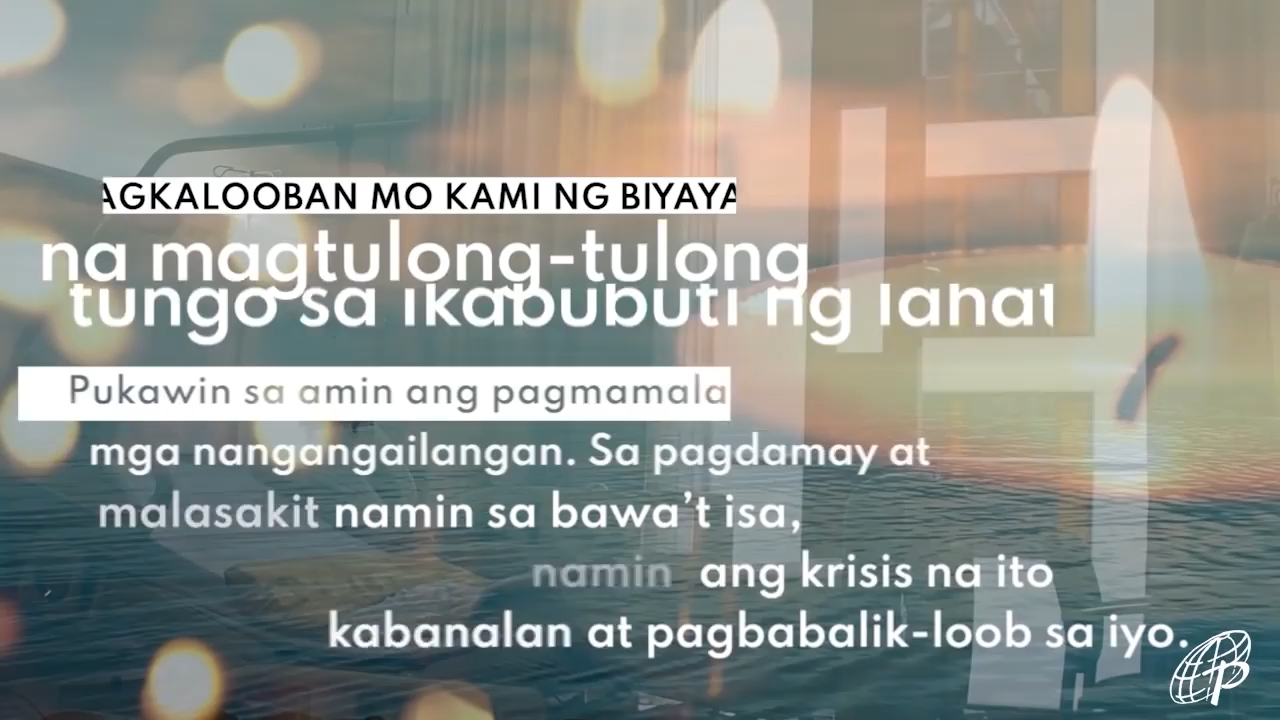 AGKALOOBAN MO KAMI NG BIYAYA
na magtulong-tulong
tungo sa ikabubuti ng lahat
Pukawin sa amin ang pagmamala
mga nangangailangan. Sa pagdamay at
malasakit namin sa bawa’t isa,
namin ang krisis na ito
kabanalan at pagbabalik-loob sa iyo.